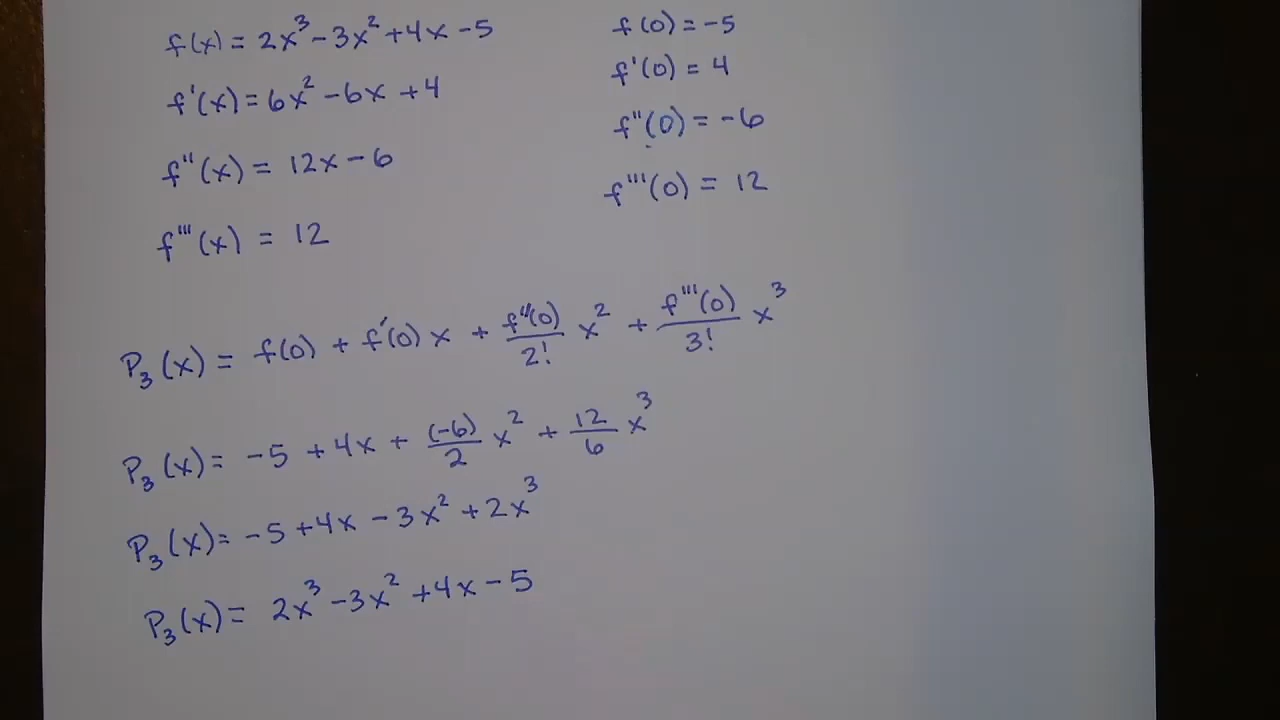 f(x) = 2x³ - 3x² + 4x - 5
f'(x) = 6x² - 6x + 4
f''(x) = 12x - 6
f'''(x) = 12
f(0) = -5
f'(0) = 4
f''(0) = -6
f'''(0) = 12
P₃(x) = f(0) + f'(0)x + f''(0)/2! x² + f'''(0)/3! x³
P₃(x) = -5 + 4x + (-6)/2 x² + 12/6 x³
P₃(x) = -5 + 4x - 3x² + 2x³
P₃(x) = 2x³ - 3x² + 4x - 5